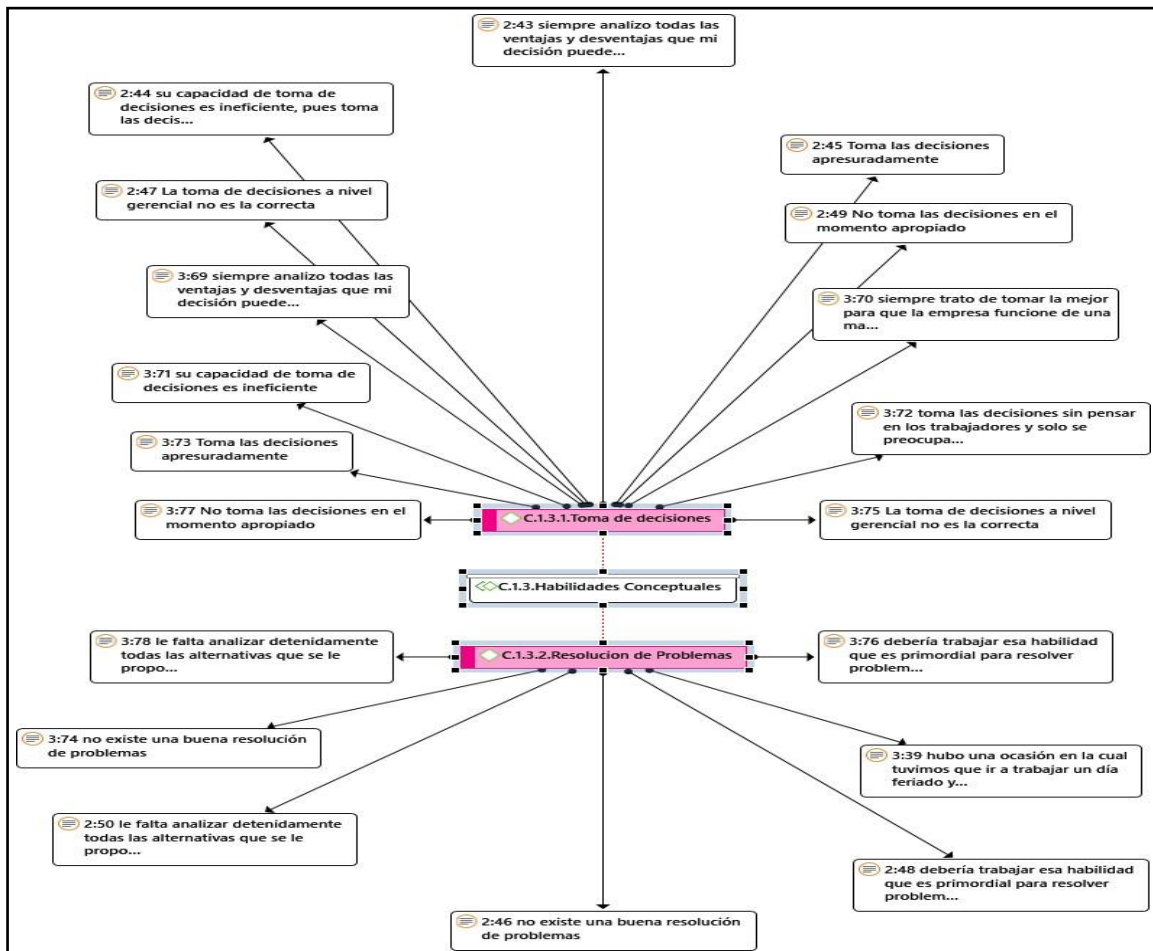 2:43 siempre analizo todas las
ventajas y desventajas que mi
decisión puede...
2:44 su capacidad de toma de
decisiones es ineficiente, pues toma
las decis...
2:45 Toma las decisiones
apresuradamente
2:47 La toma de decisiones a nivel
gerencial no es la correcta
2:49 No toma las decisiones en el
momento apropiado
3:69 siempre analizo todas las
ventajas y desventajas que mi
decisión puede...
3:70 siempre trato de tomar la mejor
para que la empresa funcione de una
ma...
3:71 su capacidad de toma de
decisiones es ineficiente
3:72 toma las decisiones sin pensar
en los trabajadores y solo se
preocupa...
3:73 Toma las decisiones
apresuradamente
3:77 No toma las decisiones en el
momento apropiado
C.1.3.1.Toma de decisiones
3:75 La toma de decisiones a nivel
gerencial no es la correcta
C.1.3.Habilidades Conceptuales
3:78 le falta analizar detenidamente
todas las alternativas que se le
propo...
C.1.3.2.Resolucion de Problemas
3:76 debería trabajar esa habilidad
que es primordial para resolver
problem...
3:74 no existe una buena resolución
de problemas
3:39 hubo una ocasión en la cual
tuvimos que ir a trabajar un día
feriado y...
2:50 le falta analizar detenidamente
todas las alternativas que se le
propo...
2:48 debería trabajar esa habilidad
que es primordial para resolver
problem...
2:46 no existe una buena resolución
de problemas